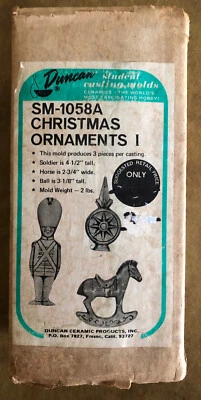 Duncan®
student
casting molds
CERAMICS - THE WORLD'S
MOST FASCINATING HOBBY!
SM-1058A
CHRISTMAS
ORNAMENTS I
• This mold produces 3 pieces per casting.
• Soldier is 4-1/2" tall.
• Horse is 2-3/4" wide.
• Ball is 3-1/8" tall.
• Mold Weight - 2 lbs.
SUGGESTED RETAIL PRICE
ONLY
DUNCAN CERAMIC PRODUCTS, INC.
P.O. Box 7827, Fresno, Calif. 93727